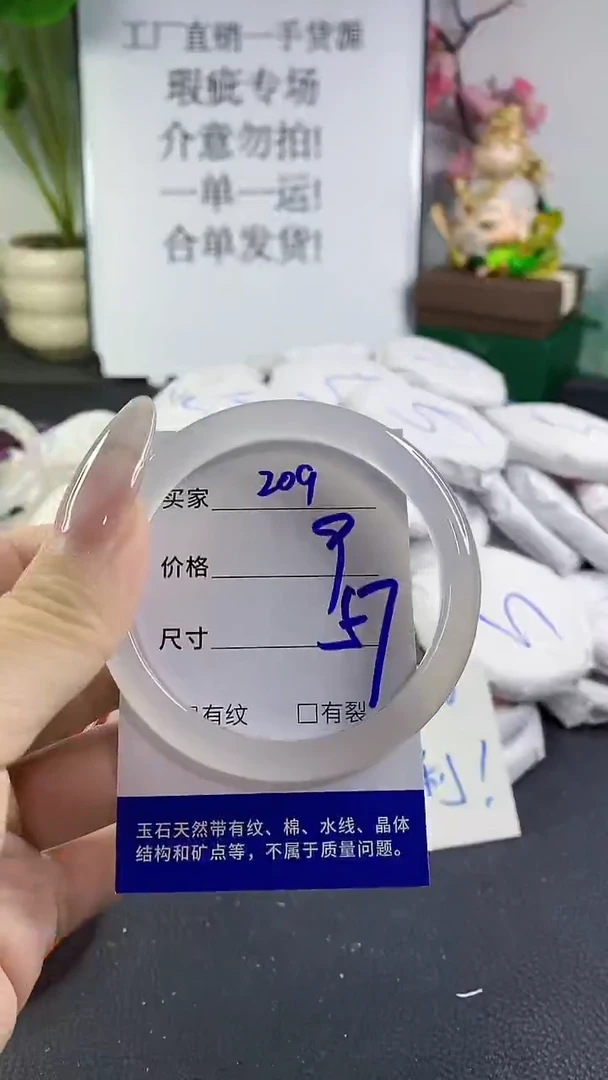 工厂直销一手货源
瑕疵专场
介意勿拍!
一单一运!
合单发货!
买家 209
价格 9
尺寸 57
有纹 □有裂
利!
玉石天然带有纹、棉、水线、晶体
结构和矿点等，不属于质量问题。